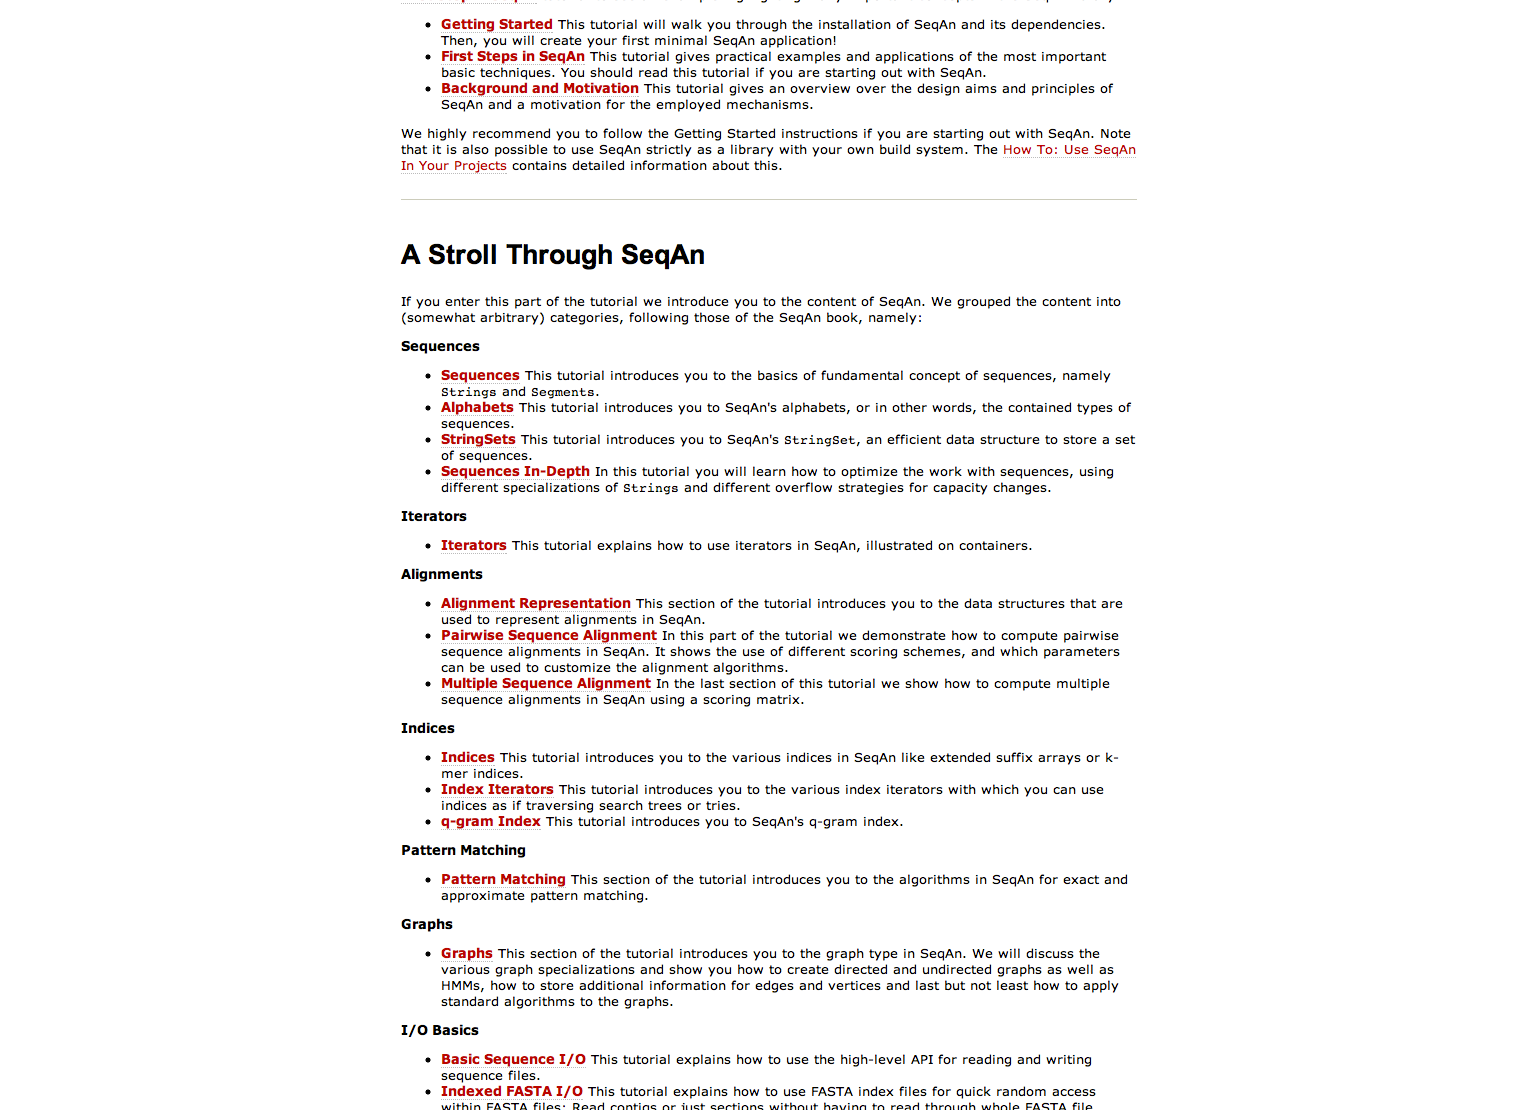 Getting Started This tutorial will walk you through the installation of SeqAn and its dependencies.
Then, you will create your first minimal SeqAn application!
First Steps in SeqAn This tutorial gives practical examples and applications of the most important
basic techniques. You should read this tutorial if you are starting out with SeqAn.
Background and Motivation This tutorial gives an overview over the design aims and principles of
SeqAn and a motivation for the employed mechanisms.
We highly recommend you to follow the Getting Started instructions if you are starting out with SeqAn. Note
that it is also possible to use SeqAn strictly as a library with your own build system. The How To: Use SeqAn
In Your Projects contains detailed information about this.
A Stroll Through SeqAn
If you enter this part of the tutorial we introduce you to the content of SeqAn. We grouped the content into
(somewhat arbitrary) categories, following those of the SeqAn book, namely:
Sequences
Sequences This tutorial introduces you to the basics of fundamental concept of sequences, namely
Strings and Segments.
Alphabets This tutorial introduces you to SeqAn's alphabets, or in other words, the contained types of
sequences.
StringSets This tutorial introduces you to SeqAn's StringSet, an efficient data structure to store a set
of sequences.
Sequences In-Depth In this tutorial you will learn how to optimize the work with sequences, using
different specializations of Strings and different overflow strategies for capacity changes.
Iterators
Iterators This tutorial explains how to use iterators in SeqAn, illustrated on containers.
Alignments
Alignment Representation This section of the tutorial introduces you to the data structures that are
used to represent alignments in SeqAn.
Pairwise Sequence Alignment In this part of the tutorial we demonstrate how to compute pairwise
sequence alignments in SeqAn. It shows the use of different scoring schemes, and which parameters
can be used to customize the alignment algorithms.
Multiple Sequence Alignment In the last section of this tutorial we show how to compute multiple
sequence alignments in SeqAn using a scoring matrix.
Indices
Indices This tutorial introduces you to the various indices in SeqAn like extended suffix arrays or k-
mer indices.
Index Iterators This tutorial introduces you to the various index iterators with which you can use
indices as if traversing search trees or tries.
q-gram Index This tutorial introduces you to SeqAn's q-gram index.
Pattern Matching
Pattern Matching This section of the tutorial introduces you to the algorithms in SeqAn for exact and
approximate pattern matching.
Graphs
Graphs This section of the tutorial introduces you to the graph type in SeqAn. We will discuss the
various graph specializations and show you how to create directed and undirected graphs as well as
HMMs, how to store additional information for edges and vertices and last but not least how to apply
standard algorithms to the graphs.
I/O Basics
Basic Sequence I/O This tutorial explains how to use the high-level API for reading and writing
sequence files.
Indexed FASTA I/O This tutorial explains how to use FASTA index files for quick random access
within FASTA files: Read contigs or just sections without having to read through whole FASTA file.